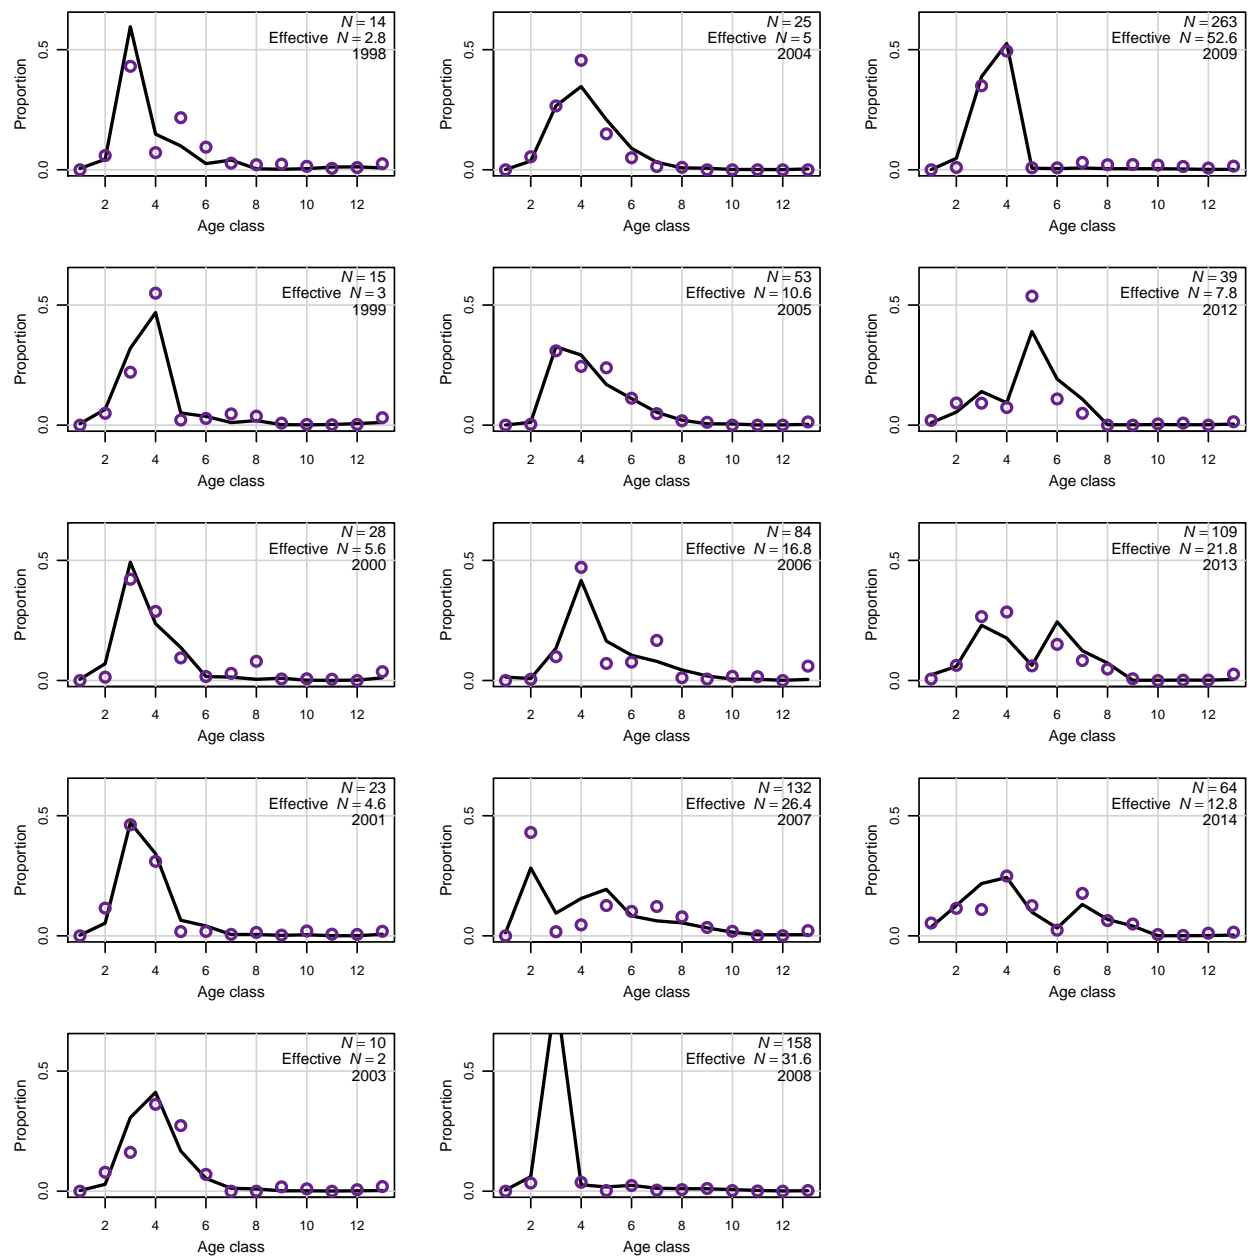 N = 14
Effective N = 2.8
1998
Proportion
0.5
0.0
2 4 6 8 10 12
Age class
N = 25
Effective N = 5
2004
Proportion
0.5
0.0
2 4 6 8 10 12
Age class
N = 263
Effective N = 52.6
2009
Proportion
0.5
0.0
2 4 6 8 10 12
Age class
N = 15
Effective N = 3
1999
Proportion
0.5
0.0
2 4 6 8 10 12
Age class
N = 53
Effective N = 10.6
2005
Proportion
0.5
0.0
2 4 6 8 10 12
Age class
N = 39
Effective N = 7.8
2012
Proportion
0.5
0.0
2 4 6 8 10 12
Age class
N = 28
Effective N = 5.6
2000
Proportion
0.5
0.0
2 4 6 8 10 12
Age class
N = 84
Effective N = 16.8
2006
Proportion
0.5
0.0
2 4 6 8 10 12
Age class
N = 109
Effective N = 21.8
2013
Proportion
0.5
0.0
2 4 6 8 10 12
Age class
N = 23
Effective N = 4.6
2001
Proportion
0.5
0.0
2 4 6 8 10 12
Age class
N = 132
Effective N = 26.4
2007
Proportion
0.5
0.0
2 4 6 8 10 12
Age class
N = 64
Effective N = 12.8
2014
Proportion
0.5
0.0
2 4 6 8 10 12
Age class
N = 10
Effective N = 2
2003
Proportion
0.5
0.0
2 4 6 8 10 12
Age class
N = 158
Effective N = 31.6
2008
Proportion
0.5
0.0
2 4 6 8 10 12
Age class